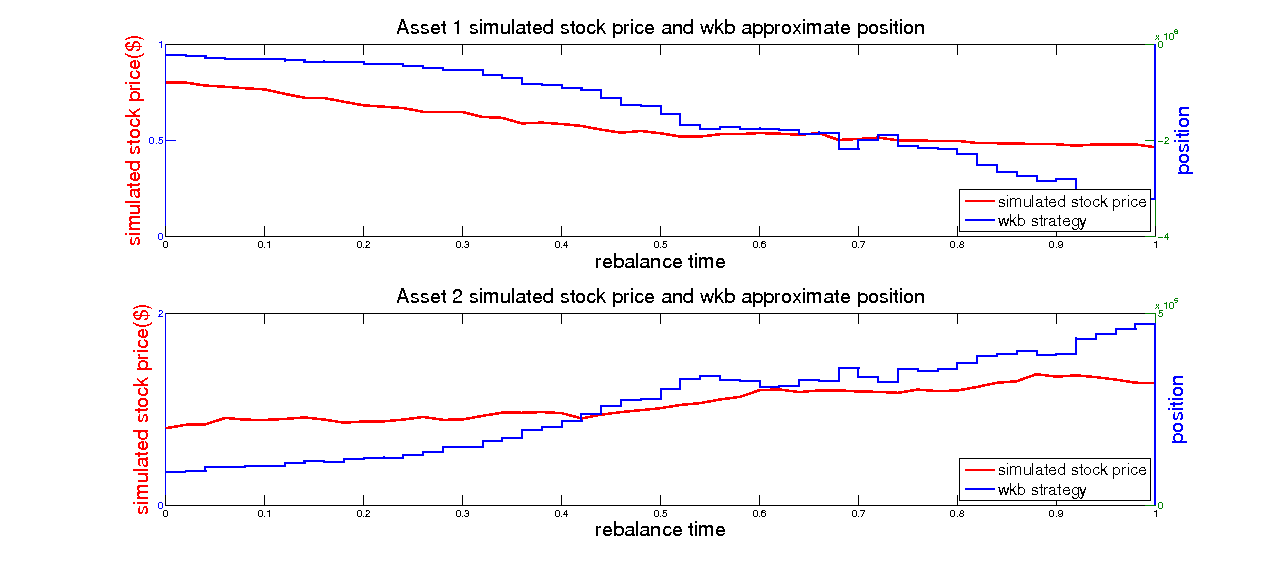 Asset 1 simulated stock price and wkb approximate position
simulated stock price($)
1
0.5
0
0
-2
-4
position
simulated stock price
wkb strategy
0 0.1 0.2 0.3 0.4 0.5 0.6 0.7 0.8 0.9 1
rebalance time
Asset 2 simulated stock price and wkb approximate position
simulated stock price($)
2
1
0
5
0
position
simulated stock price
wkb strategy
0 0.1 0.2 0.3 0.4 0.5 0.6 0.7 0.8 0.9 1
rebalance time